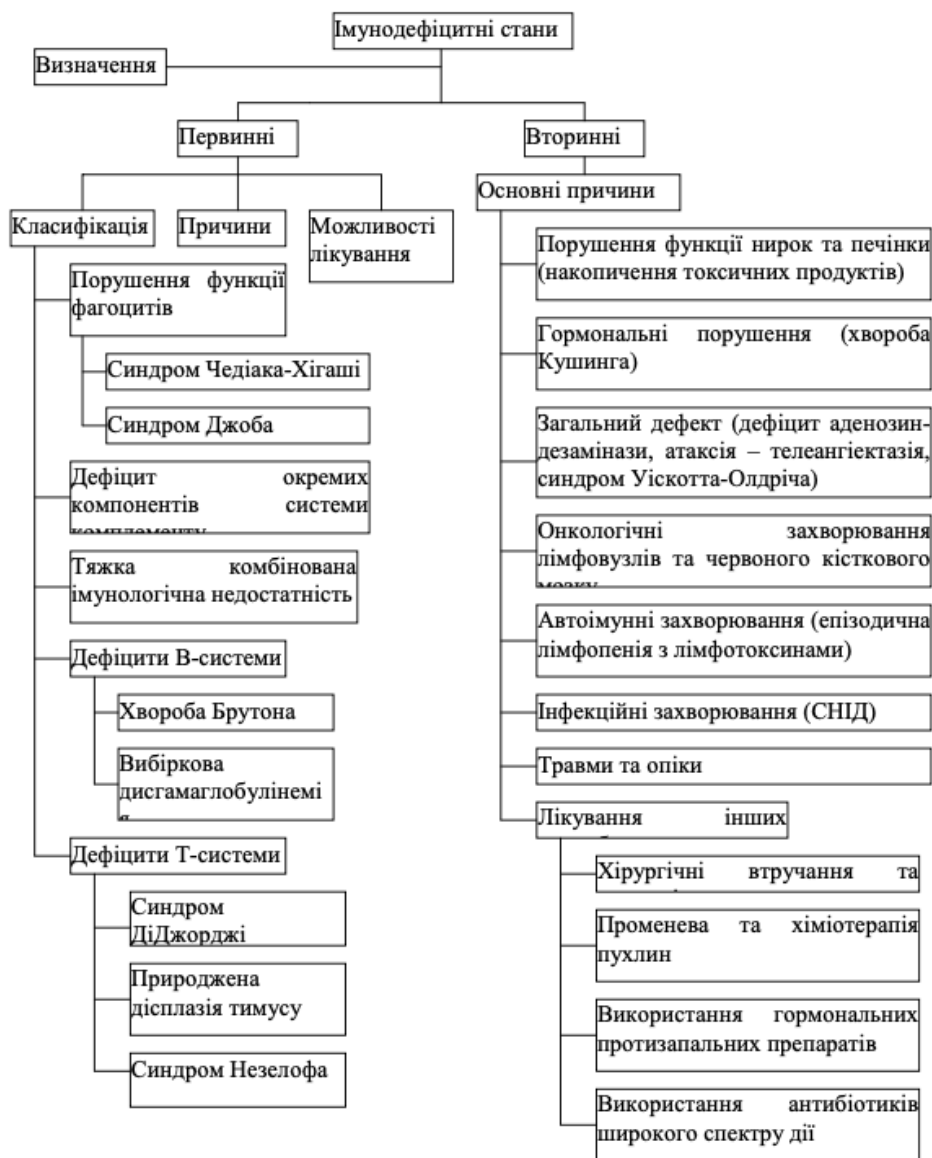 Імунодефіцитні стани
Визначення
Первинні
Вторинні
Основні причини
Класифікація
Причини
Можливості
лікування
Порушення функції
фагоцитів
Синдром Чедіака-Хігаші
Синдром Джоба
Дефіцит окремих
компонентів системи
комплементу
Тяжка комбінована
імунологічна недостатність
Дефіцити В-системи
Хвороба Брутона
Вибіркова
дисгамаглобулінемі
Дефіцити Т-системи
Синдром
ДіДжорджі
Природжена
дісплазія тимусу
Синдром Незелофа
Порушення функції нирок та печінки
(накопичення токсичних продуктів)
Гормональні порушення (хвороба
Кушинга)
Загальний дефект (дефіцит аденозин-
дезамінази, атаксія – телеангіектазія,
синдром Уіскотта-Олдріча)
Онкологічні захворювання
лімфовузлів та червоного кісткового
мозку
Автоімунні захворювання (епізодична
лімфопенія з лімфотоксинами)
Інфекційні захворювання (СНІД)
Травми та опіки
Лікування інших
Хірургічні втручання та
Променева та хіміотерапія
пухлин
Використання гормональних
протизапальних препаратів
Використання антибіотиків
широкого спектру дії